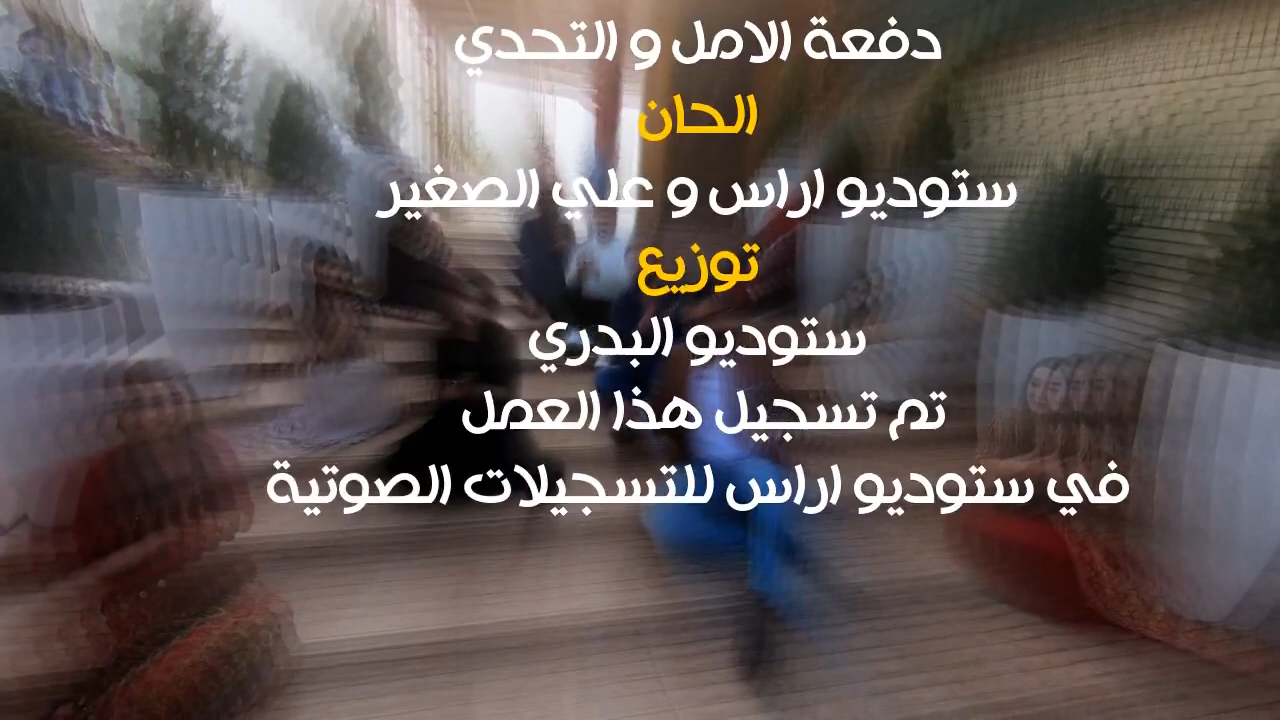 دفعة الامل و التحدي
الحان
ستوديو اراس و علي الصغير
توزيع
ستوديو البدري
تم تسجيل هذا العمل
في ستوديو اراس للتسجيلات الصوتية